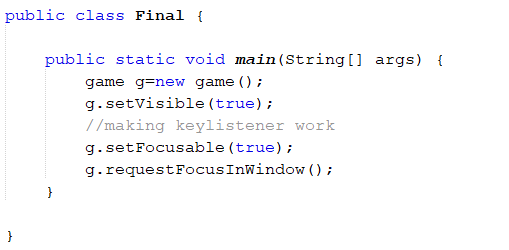 public class Final {
public static void main(String[] args) {
game g=new game();
g.setVisible(true);
//making keylistener work
g.setFocusable(true);
g.requestFocusInWindow();
}
}